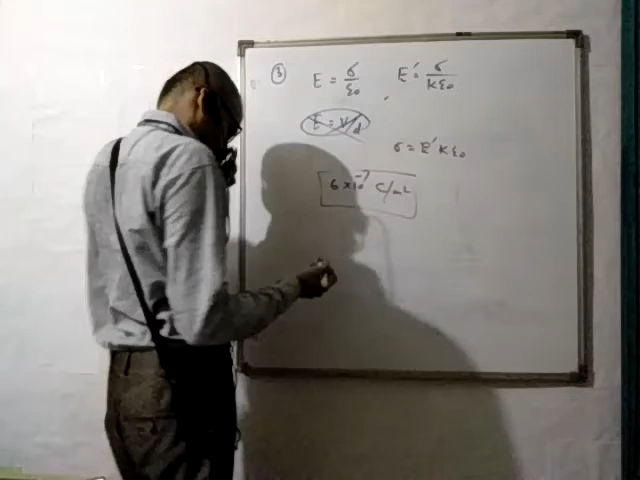 ③ E = σ/ε₀ E' = σ/Kε₀
E = V/d
σ = E'Kε₀
6 × 10⁻⁷ C/m²